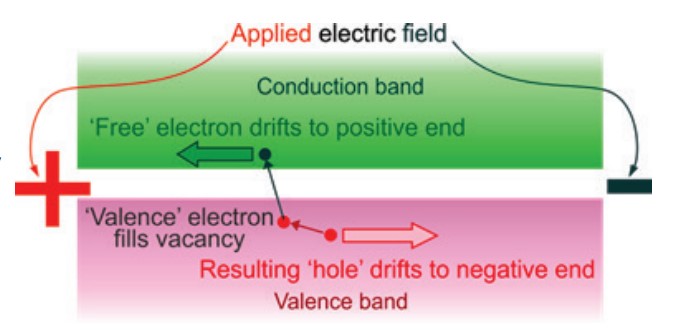 Applied electric field
Conduction band
‘Free’ electron drifts to positive end
‘Valence’ electron
fills vacancy
Resulting ‘hole’ drifts to negative end
Valence band